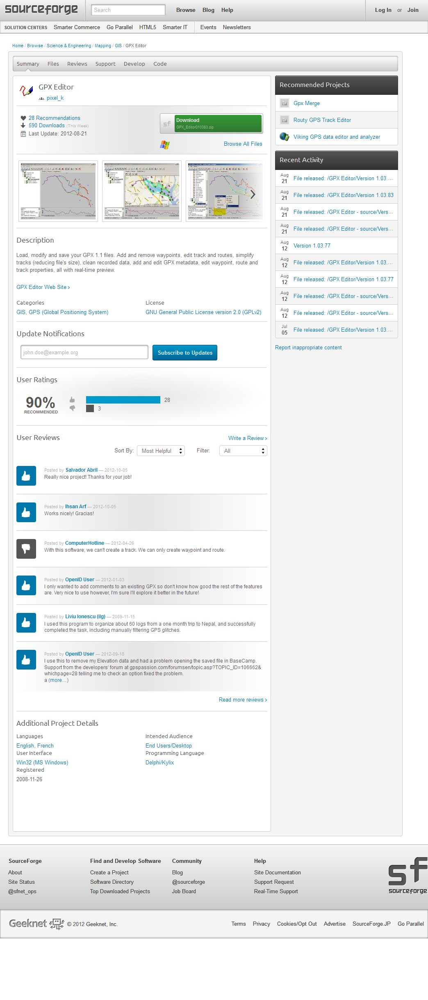 sourceforge
Search
Browse Blog Help
Log In or Join
SOLUTION CENTERS Smarter Commerce Go Parallel HTML5 Smarter IT Events Newsletters
Home / Browse / Science & Engineering / Mapping / GIS / GPX Editor
Summary Files Reviews Support Develop Code
GPX Editor
pixel_k
28 Recommendations
590 Downloads (This Week)
Last Update: 2012-08-21
sf
Download
GPX_Editor010383.zip
Browse All Files
Description
Load, modify and save your GPX 1.1 files. Add and remove waypoints, edit track and routes, simplify
tracks (reducing file's size), clean recorded data, add and edit GPX metadata, edit waypoint, route and
track properties, all with real-time preview.
GPX Editor Web Site ›
Categories
GIS, GPS (Global Positioning System)
License
GNU General Public License version 2.0 (GPLv2)
Update Notifications
john.doe@example.org
Subscribe to Updates
User Ratings
90%
RECOMMENDED
28
3
User Reviews
Write a Review ›
Sort By: Most Helpful Filter: All
Posted by Salvador Abril — 2012-10-05
Really nice project! Thanks for your job!
Posted by Ihsan Arf — 2012-10-05
Works nicely! Gracias!
Posted by ComputerHotline — 2012-04-26
With this software, we can't create a track. We can only create waypoint and route.
Posted by OpenID User — 2012-01-03
I only wanted to add comments to an existing GPX so don't know how good the rest of the features
are. Very nice to use however, I'm sure I'll explore it better in the future!
Posted by Liviu Ionescu (ilg) — 2009-11-15
I used this program to organize about 60 logs from a one month trip to Nepal, and successfully
completed the task, including manually filtering GPS glitches.
Posted by OpenID User — 2012-09-18
I use this to remove my Elevation data and had a problem opening the saved file in BaseCamp.
Support from the developers' forum at gpspassion.com/forumsen/topic.asp?TOPIC_ID=106662&
whichpage=28 telling me to check an option fixed the problem.
a (more...)
Read more reviews ›
Additional Project Details
Languages
English, French
User Interface
Win32 (MS Windows)
Registered
2008-11-26
Intended Audience
End Users/Desktop
Programming Language
Delphi/Kylix
Recommended Projects
Gpx Merge
Routy GPS Track Editor
Viking GPS data editor and analyzer
Recent Activity
Aug 21 File released: /GPX Editor/Version 1.03....
Aug 21 File released: /GPX Editor/Version 1.03.83
Aug 21 File released: /GPX Editor - source/Vers...
Aug 21 File released: /GPX Editor - source/Vers...
Aug 12 Version 1.03.77
Aug 12 File released: /GPX Editor/Version 1.03....
Aug 12 File released: /GPX Editor/Version 1.03.77
Aug 12 File released: /GPX Editor - source/Vers...
Aug 12 File released: /GPX Editor - source/Vers...
Jul 05 File released: /GPX Editor/Version 1.03....
Report inappropriate content
SourceForge
About
Site Status
@sfnet_ops
Find and Develop Software
Create a Project
Software Directory
Top Downloaded Projects
Community
Blog
@sourceforge
Job Board
Help
Site Documentation
Support Request
Real-Time Support
sf
sourceforge
Geeknet © 2012 Geeknet, Inc.
Terms Privacy Cookies/Opt Out Advertise SourceForge.JP Go Parallel